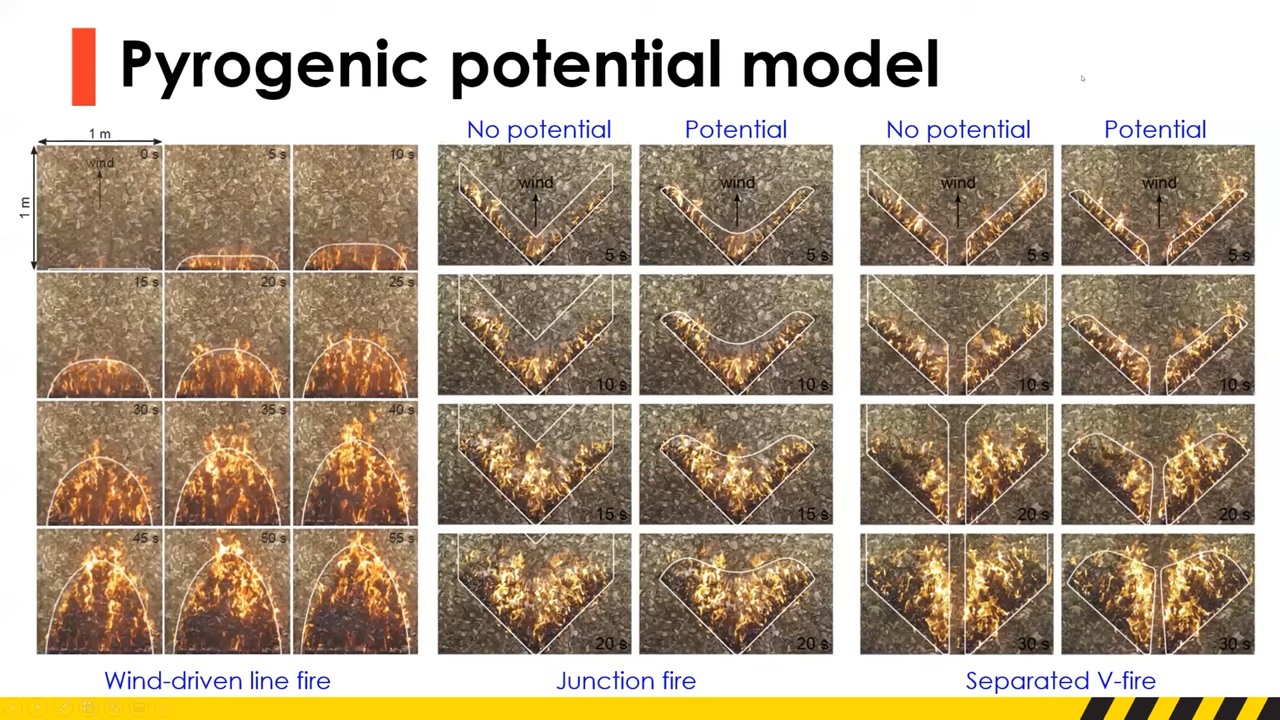 Pyrogenic potential model
No potential Potential No potential Potential
1 m
1 m
wind
0 s 5 s 10 s
15 s 20 s 25 s
30 s 35 s 40 s
45 s 50 s 55 s
Wind-driven line fire
wind wind
5 s 5 s
10 s 10 s
15 s 15 s
20 s 20 s
Junction fire
wind wind
5 s 5 s
10 s 10 s
20 s 20 s
30 s 30 s
Separated V-fire